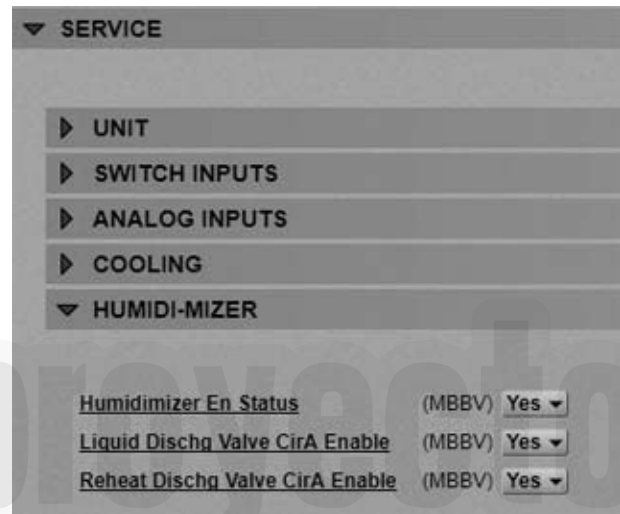 SERVICE
UNIT
SWITCH INPUTS
ANALOG INPUTS
COOLING
HUMIDI-MIZER
Humidimizer En Status (MBBV) Yes
Liquid Dischg Valve CirA Enable (MBBV) Yes
Reheat Dischg Valve CirA Enable (MBBV) Yes
proyecto